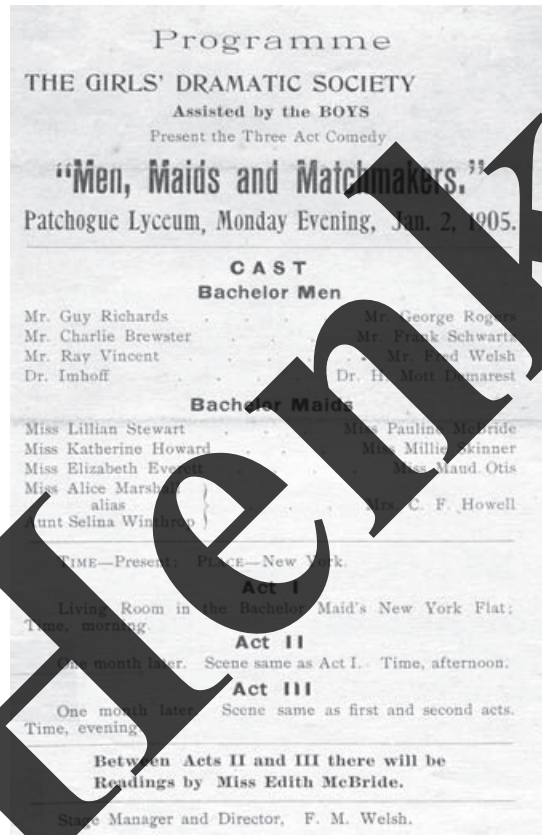 Programme
THE GIRLS' DRAMATIC SOCIETY
Assisted by the BOYS
Present the Three Act Comedy
"Men, Maids and Matchmakers."
Patchogue Lyceum, Monday Evening, Jan. 2, 1905.
CAST
Bachelor Men
Mr. Guy Richards . . . . Mr. George Rogers
Mr. Charlie Brewster . . . . Mr. Frank Schwartz
Mr. Ray Vincent . . . . Mr. Fred Welsh
Dr. Imhoff . . . . Dr. H. Mott Demarest
Bachelor Maids
Miss Lillian Stewart . . . . Miss Pauline McBride
Miss Katherine Howard . . . . Miss Millie Skinner
Miss Elizabeth Everett . . . . Miss Maud Otis
Miss Alice Marshall
alias . . . Mrs. C. F. Howell
Aunt Selina Winthrop
TIME—Present; PLACE—New York.
Act I
Living Room in the Bachelor Maid's New York Flat;
Time, morning.
Act II
One month later. Scene same as Act I. Time, afternoon.
Act III
One month later. Scene same as first and second acts.
Time, evening
Between Acts II and III there will be
Readings by Miss Edith McBride.
Stage Manager and Director, F. M. Welsh.
Henk